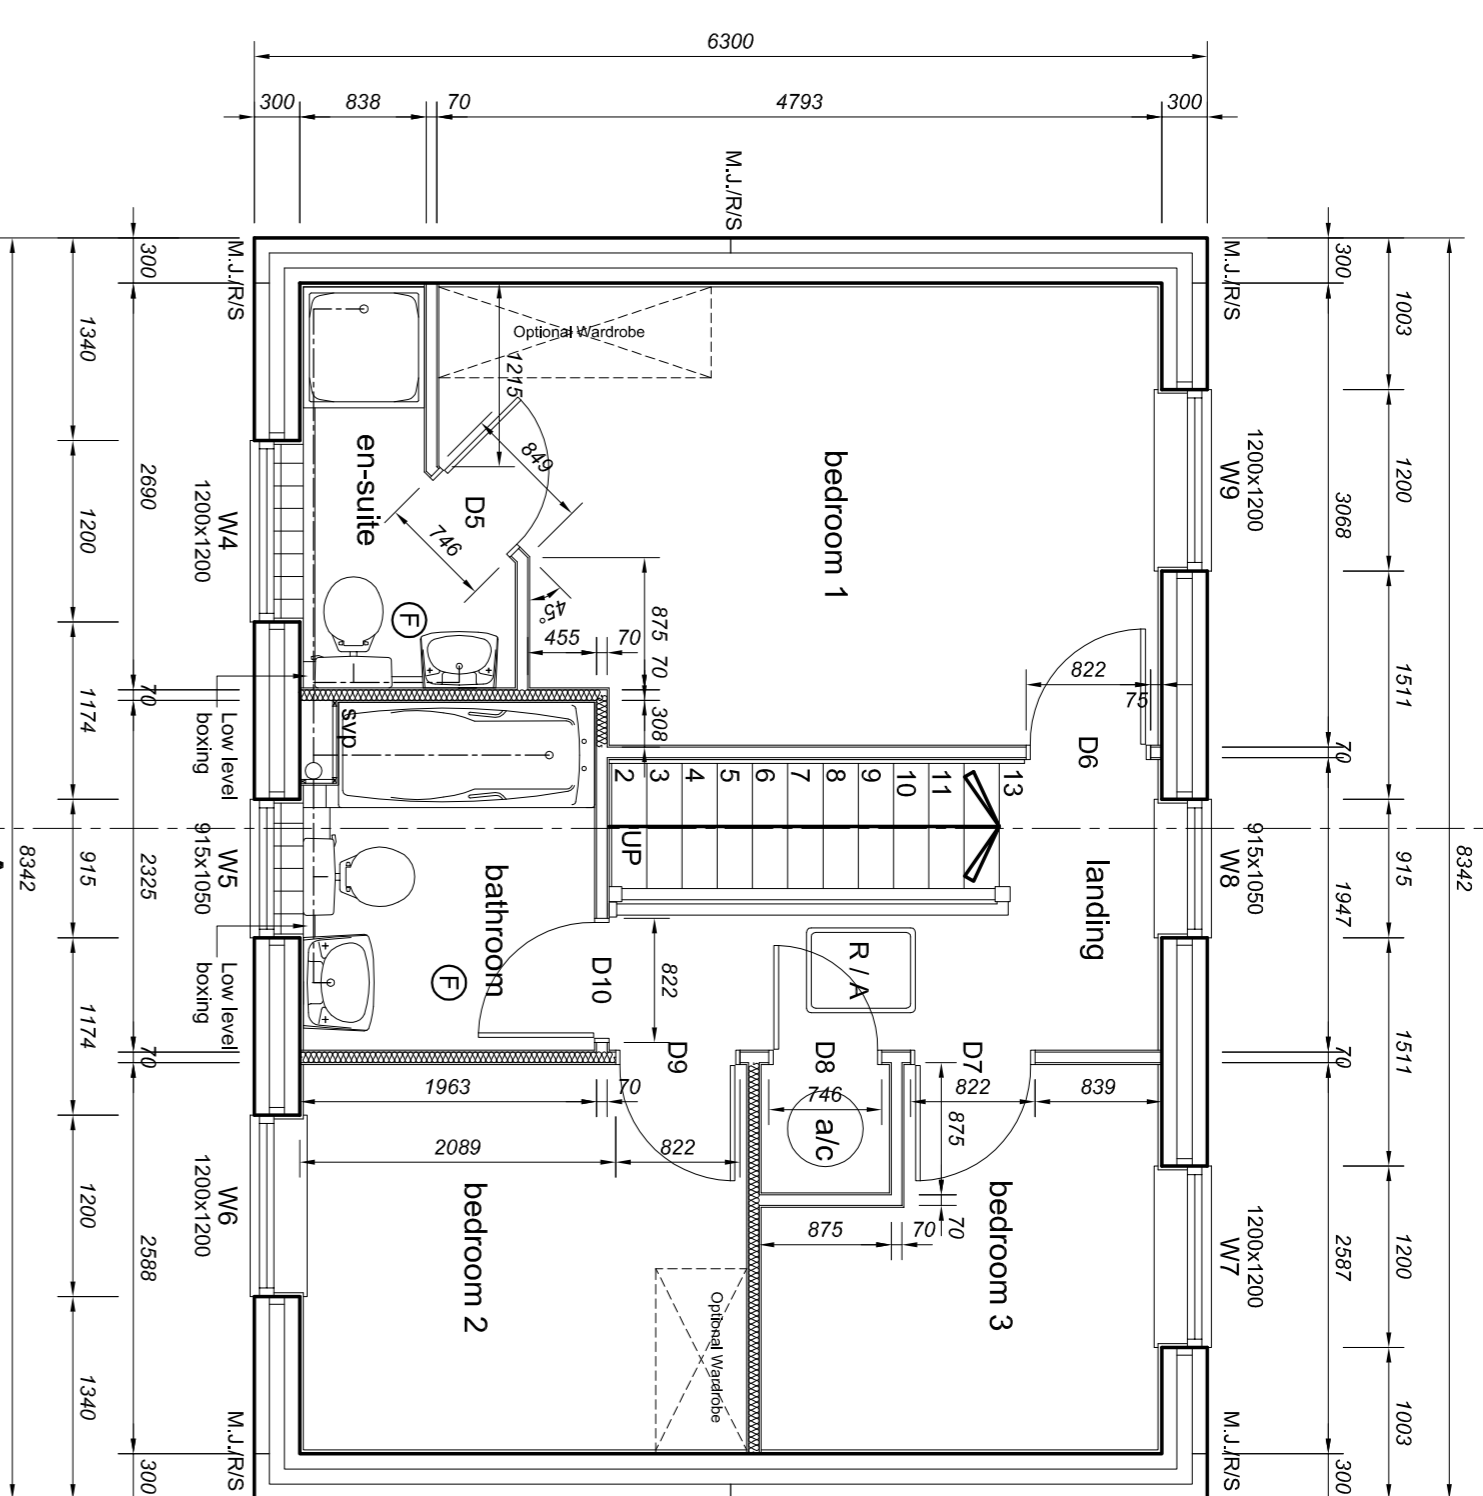 6300
300 838 70 4793 300
M.J./R/S
M.J./R/S
M.J./R/S
300
300
1003
1340
1200
1511
915
1511
1200
1003
3068
70
1947
70
2587
300
8342
1200x1200
W9
915x1050
W8
1200x1200
W7
M.J./R/S
Optional Wardrobe
1215
849
D5
746
45°
en-suite
F
455
70
875
70
308
bedroom 1
822
75
D6
2690
1200
1174
915
1174
1200
1340
70
2325
70
2588
300
8342
W4
1200x1200
W5
915x1050
W6
1200x1200
M.J./R/S
Low level
boxing
Low level
boxing
svp
2
3
4
5
6
7
8
9
10
11
13
UP
landing
bathroom
F
D10
822
R / A
D9
D8
D7
1963
70
746
822
839
a/c
875
2089
822
875
70
70
bedroom 2
bedroom 3
Optional Wardrobe